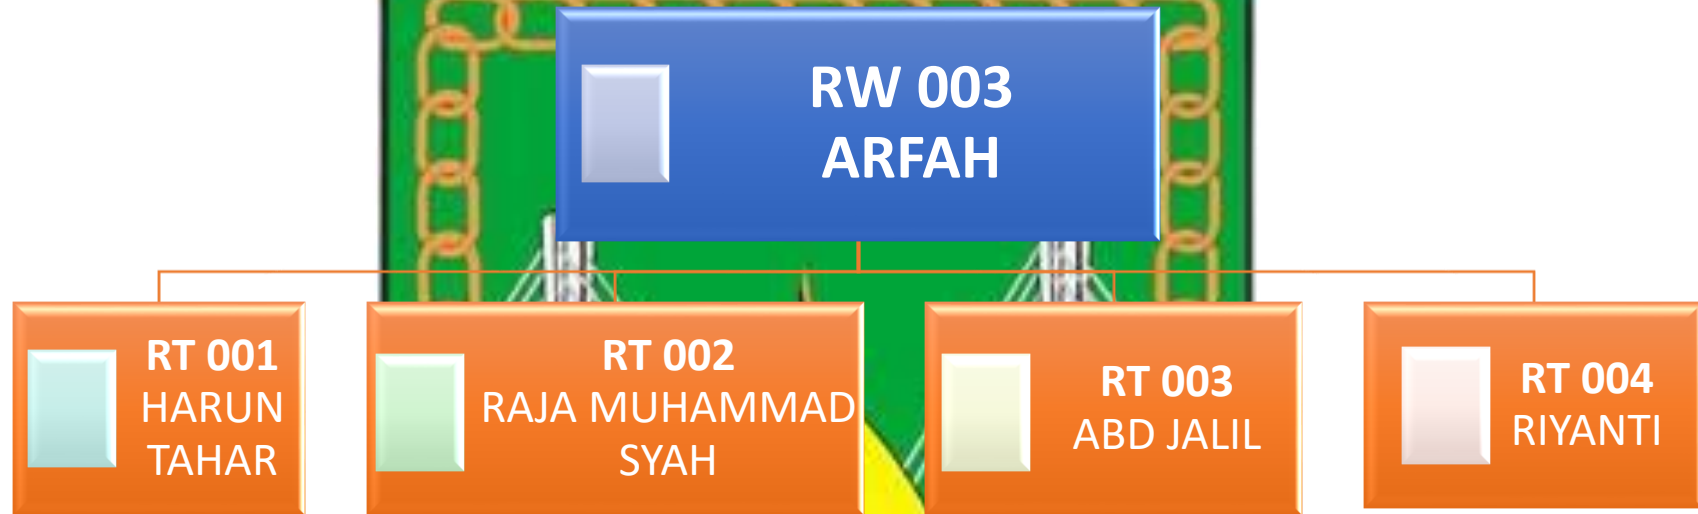 RW 003
ARFAH
RT 001
HARUN
TAHAR
RT 002
RAJA MUHAMMAD
SYAH
RT 003
ABD JALIL
RT 004
RIYANTI